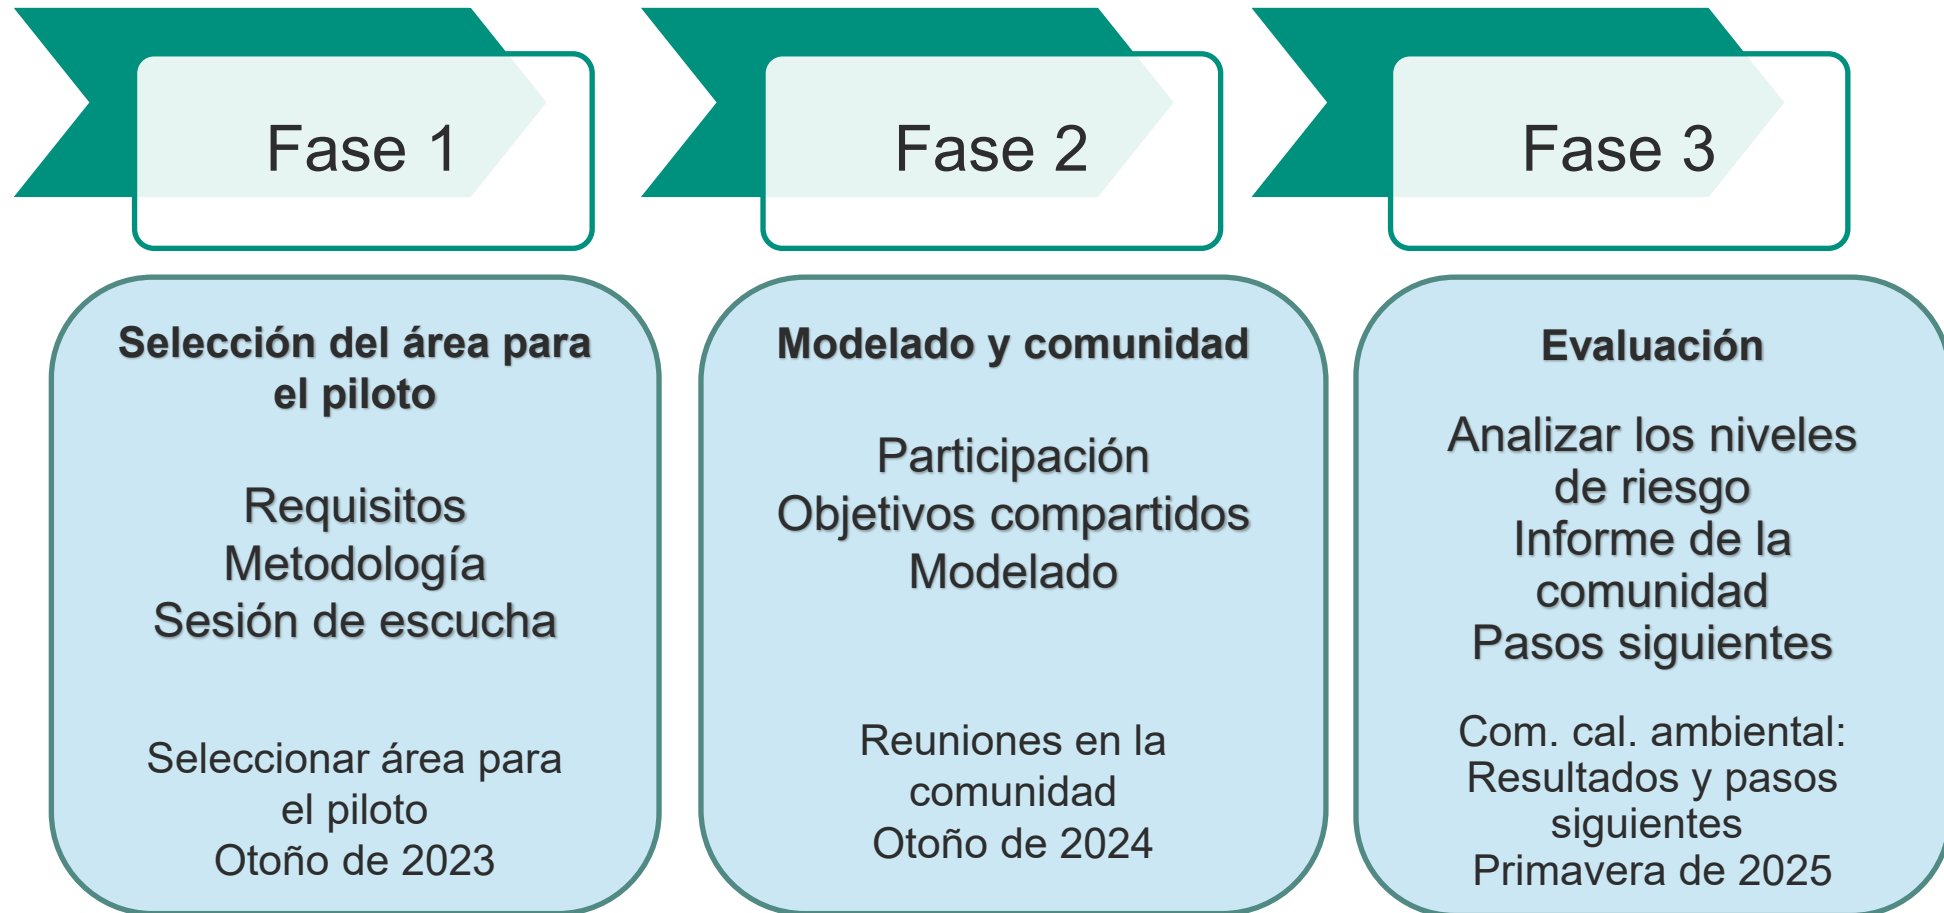 Fase 1
Selección del área para
el piloto
Requisitos
Metodología
Sesión de escucha
Seleccionar área para
el piloto
Otoño de 2023
Fase 2
Modelado y comunidad
Participación
Objetivos compartidos
Modelado
Reuniones en la
comunidad
Otoño de 2024
Fase 3
Evaluación
Analizar los niveles
de riesgo
Informe de la
comunidad
Pasos siguientes
Com. cal. ambiental:
Resultados y pasos
siguientes
Primavera de 2025